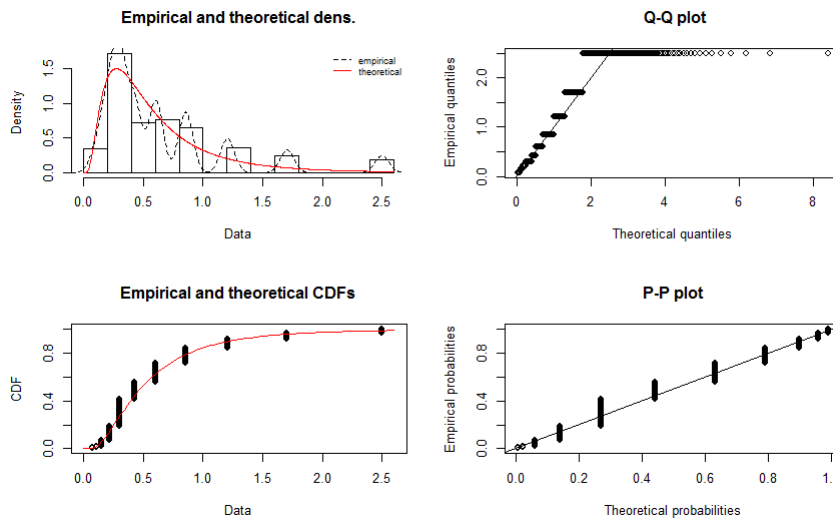 Empirical and theoretical dens.
Density
0.0 0.5 1.0 1.5
empirical
theoretical
0.0 0.5 1.0 1.5 2.0 2.5
Data
Q-Q plot
Empirical quantiles
0.0 1.0 2.0
0 2 4 6 8
Theoretical quantiles
Empirical and theoretical CDFs
CDF
0.0 0.4 0.8
0.0 0.5 1.0 1.5 2.0 2.5
Data
P-P plot
Empirical probabilities
0.0 0.4 0.8
0.0 0.2 0.4 0.6 0.8
Theoretical probabilities